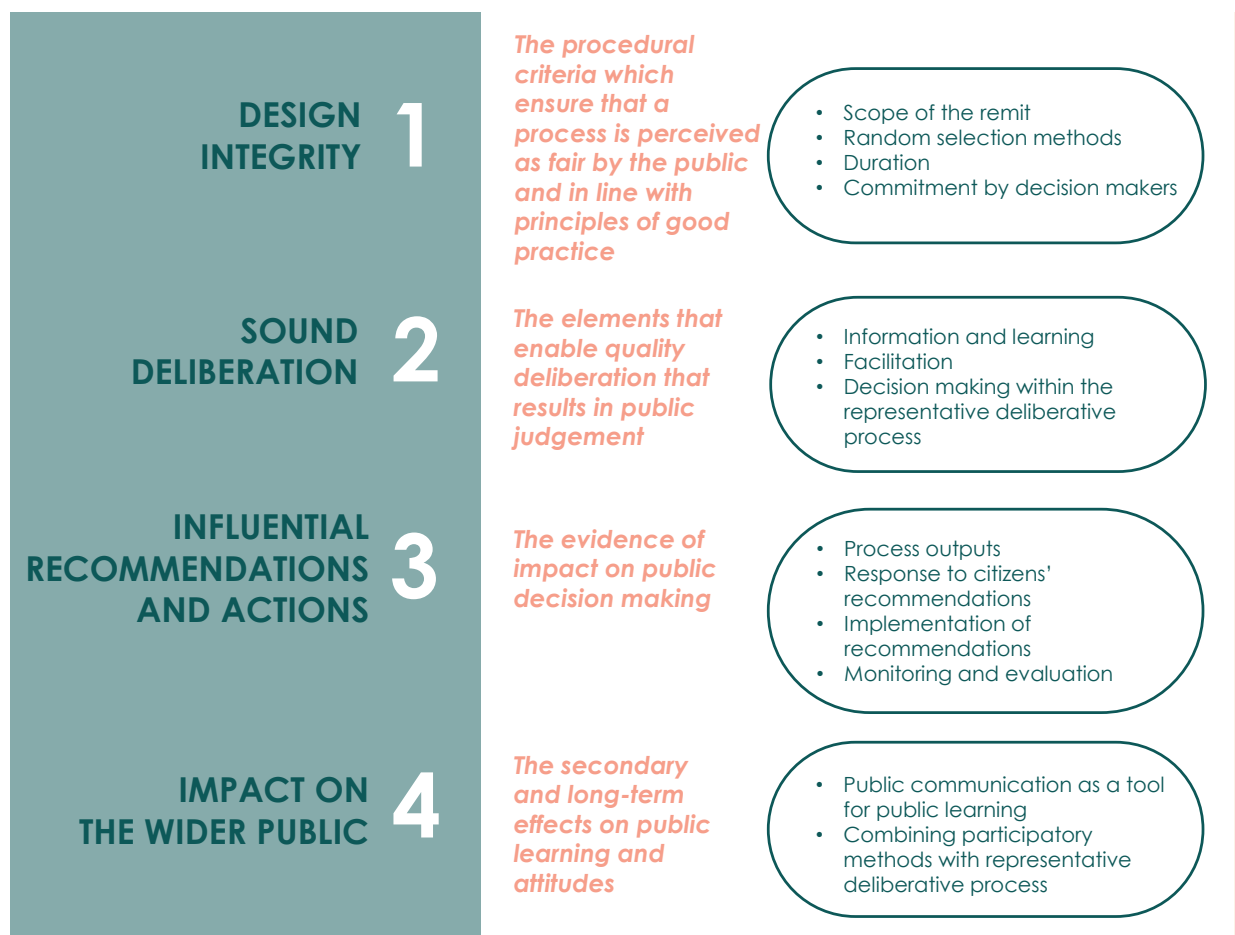 DESIGN
INTEGRITY
1
The procedural
criteria which
ensure that a
process is perceived
as fair by the public
and in line with
principles of good
practice
• Scope of the remit
• Random selection methods
• Duration
• Commitment by decision makers
SOUND
DELIBERATION
2
The elements that
enable quality
deliberation that
results in public
judgement
• Information and learning
• Facilitation
• Decision making within the
representative deliberative
process
INFLUENTIAL
RECOMMENDATIONS
AND ACTIONS
3
The evidence of
impact on public
decision making
• Process outputs
• Response to citizens’
recommendations
• Implementation of
recommendations
• Monitoring and evaluation
IMPACT ON
THE WIDER PUBLIC
4
The secondary
and long-term
effects on public
learning and
attitudes
• Public communication as a tool
for public learning
• Combining participatory
methods with representative
deliberative process